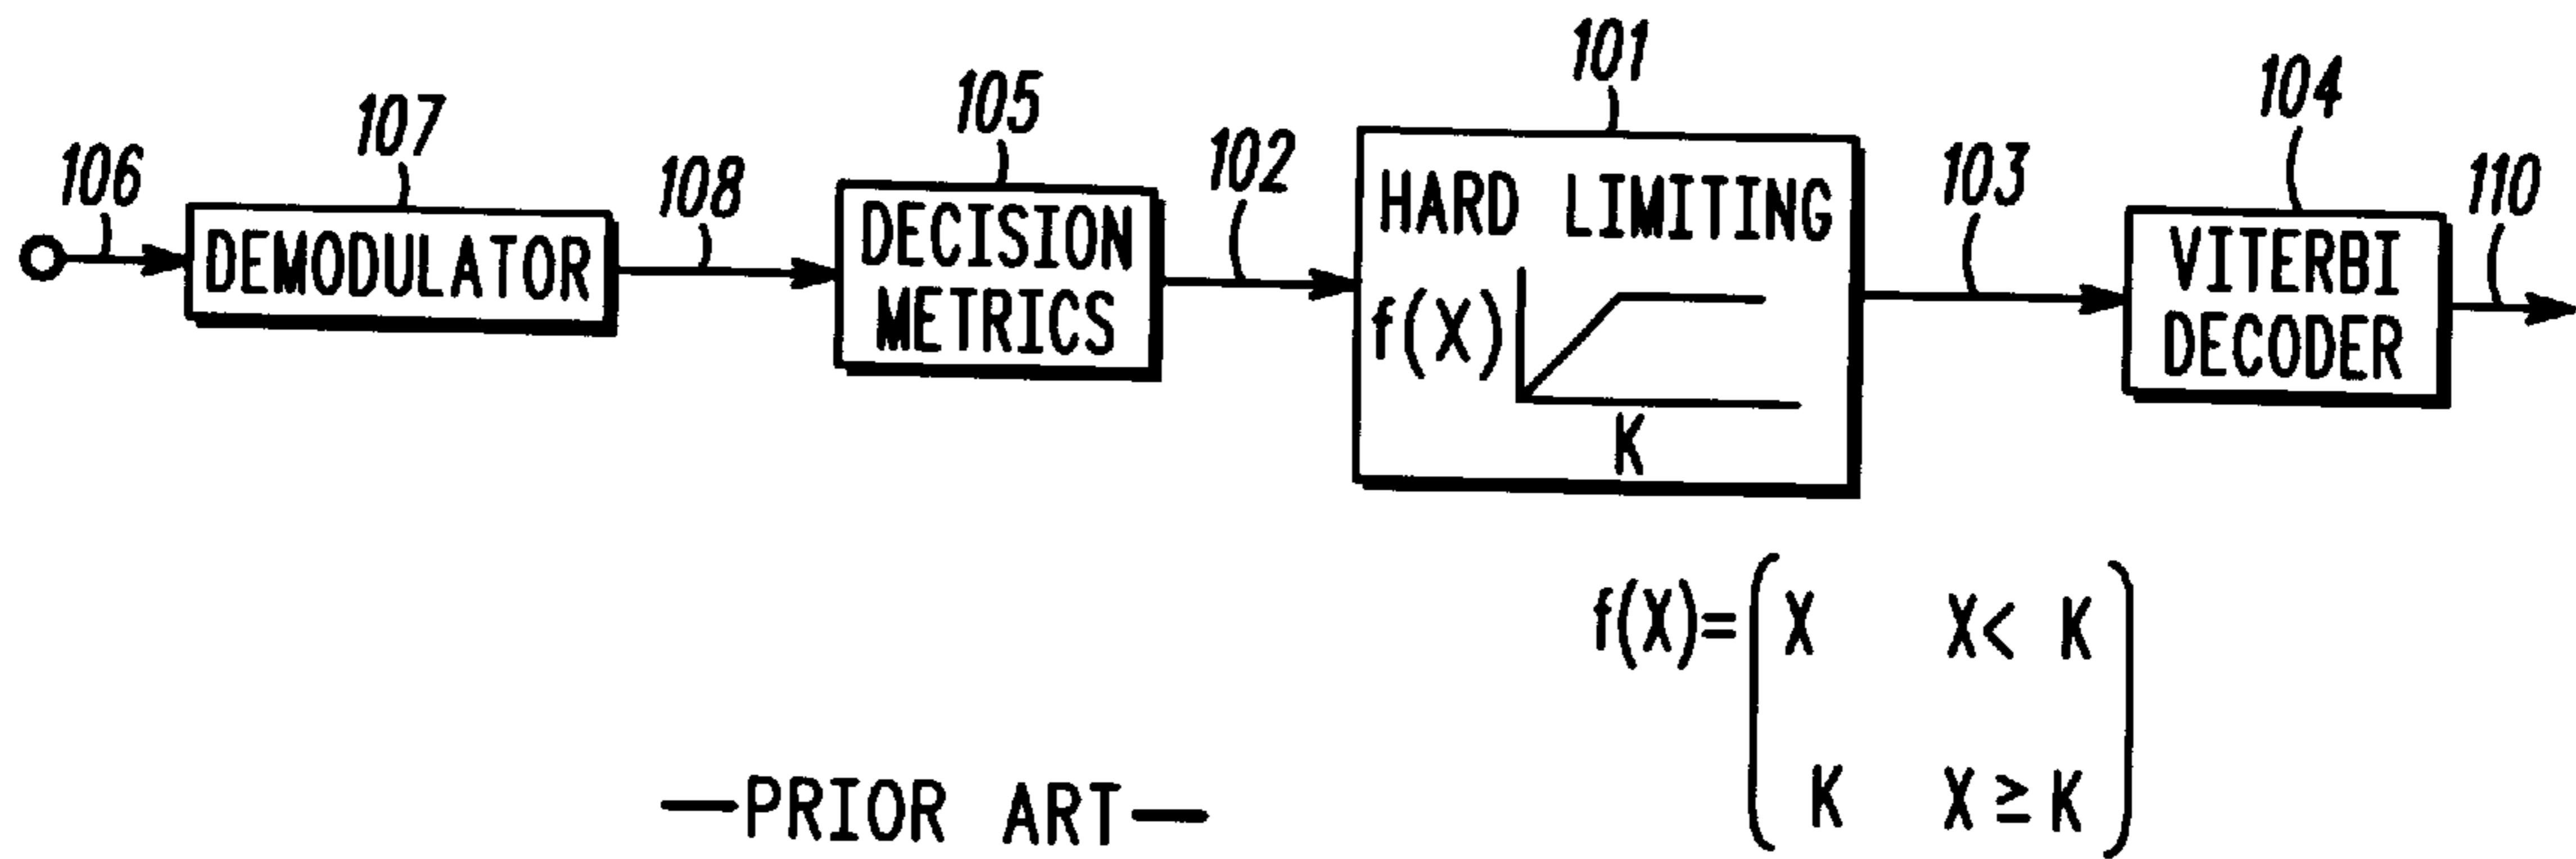 106
107
DEMODULATOR
108
105
DECISION
METRICS
102
101
HARD LIMITING
f(X)
K
103
104
VITERBI
DECODER
110
f(X)= X X< K
K X ≥ K
—PRIOR ART—